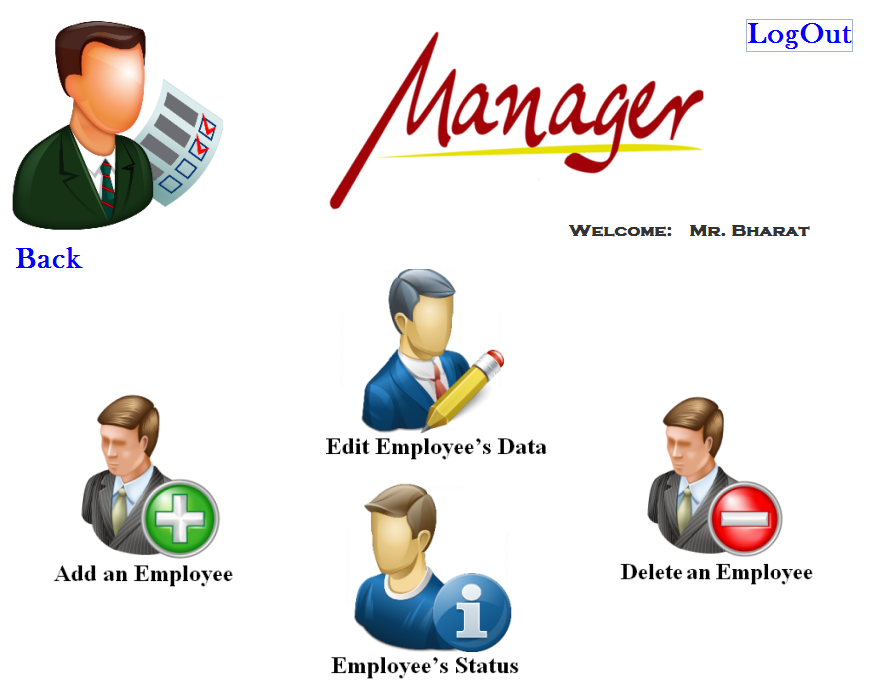 LogOut
Manager
Welcome: Mr. Bharat
Back
Edit Employee's Data
Add an Employee
Delete an Employee
Employee's Status